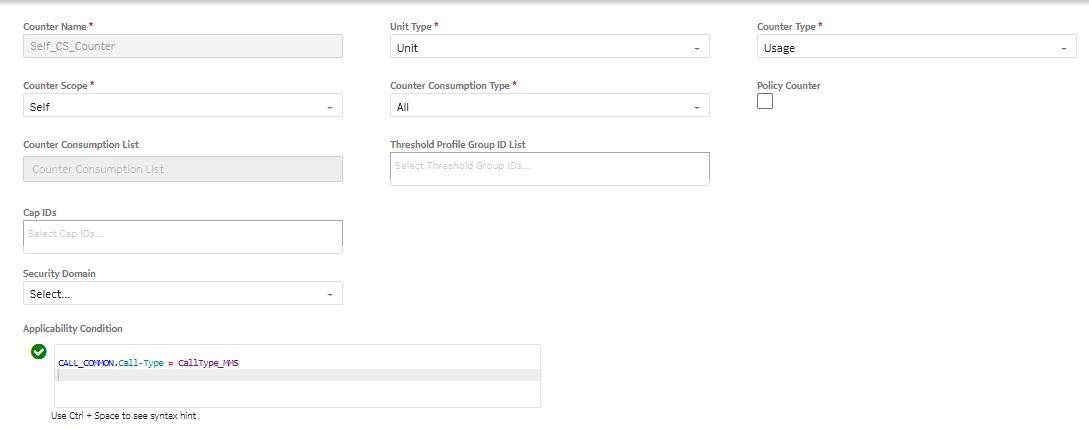 Counter Name *
Unit Type *
Counter Type *
Self_CS_Counter
Unit
Usage
Counter Scope *
Counter Consumption Type *
Policy Counter
Self
All
Counter Consumption List
Threshold Profile Group ID List
Counter Consumption List
Select Threshold Group IDs...
Cap IDs
Select Cap IDs...
Security Domain
Select...
Applicability Condition
CALL_COMMON.Call-Type = CallType_MMS
Use Ctrl + Space to see syntax hint